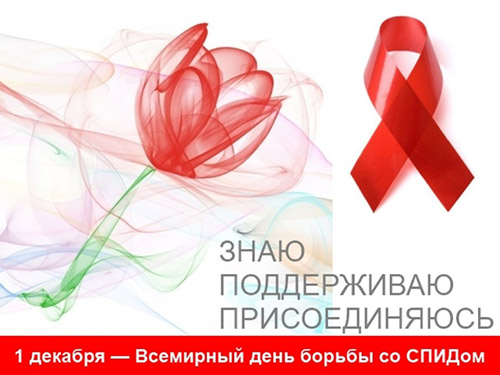 ЗНАЮ
ПОДДЕРЖИВАЮ
ПРИСОЕДИНЯЮСЬ
1 декабря — Всемирный день борьбы со СПИДом